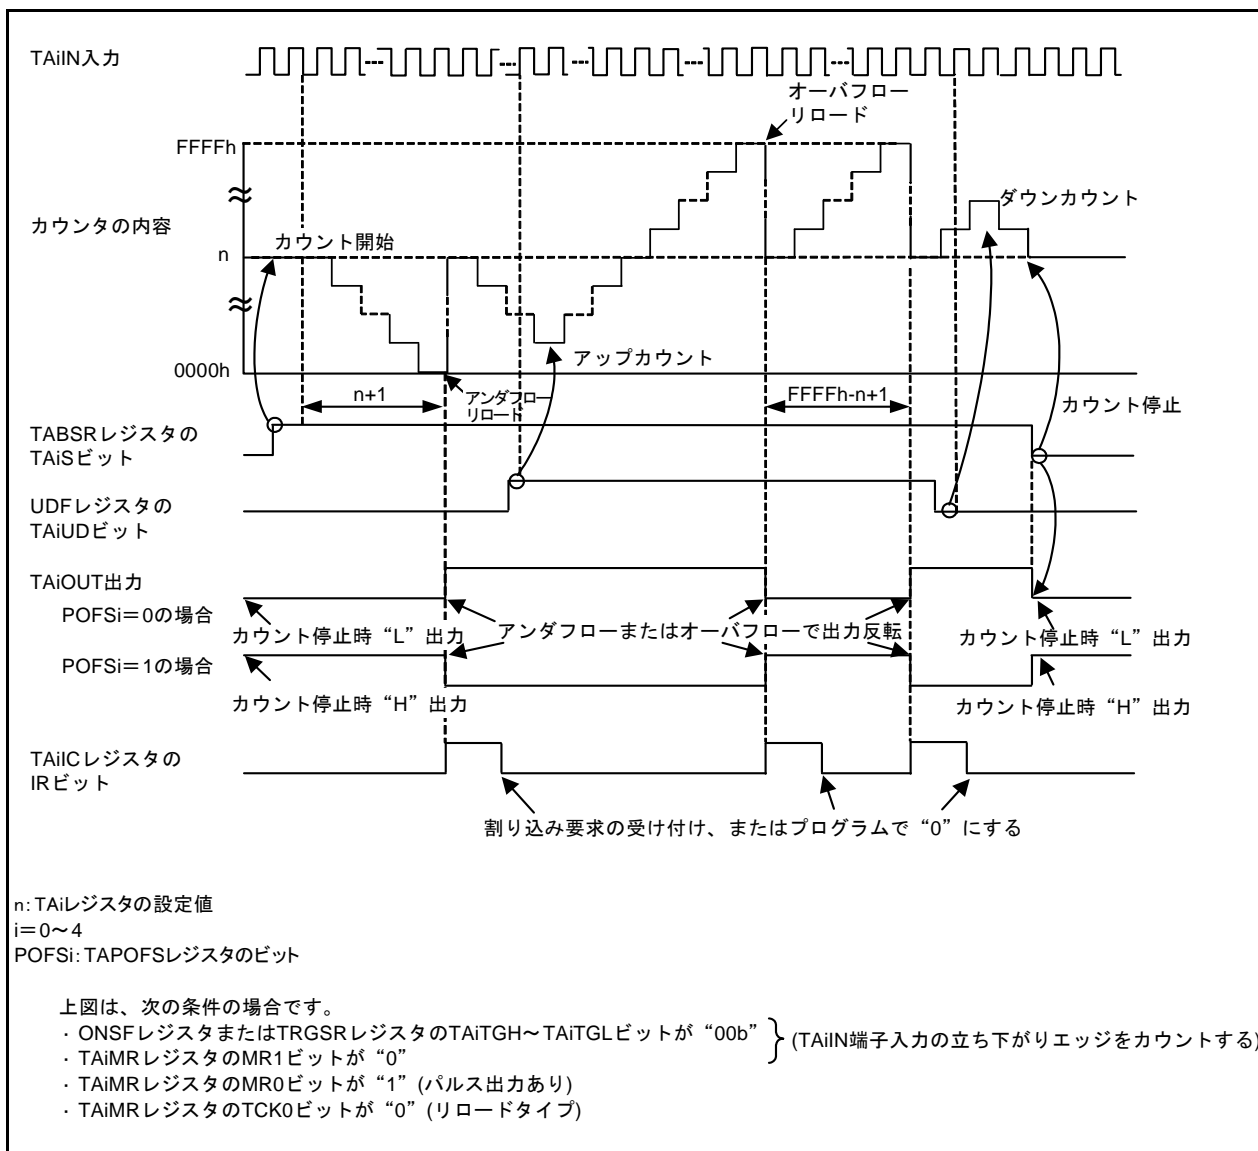 TAiIN入力
オーバフロー
リロード
FFFFh
ダウンカウント
カウンタの内容
カウント開始
n
アップカウント
0000h
n+1
アンダフロー
リロード
FFFFh-n+1
カウント停止
TABSRレジスタの
TAiSビット
UDFレジスタの
TAiUDビット
TAiOUT出力
POFSi=0の場合
カウント停止時“L”出力
アンダフローまたはオーバフローで出力反転
カウント停止時“L”出力
POFSi=1の場合
カウント停止時“H”出力
カウント停止時“H”出力
TAiICレジスタの
IRビット
割り込み要求の受け付け、またはプログラムで“0”にする
n: TAiレジスタの設定値
i=0～4
POFSi: TAPOFSレジスタのビット
上図は、次の条件の場合です。
・ONSFレジスタまたはTRGSRレジスタのTAiTGH～TAiTGLビットが“00b”
(TAiIN端子入力の立ち下がりエッジをカウントする)
・TAiMRレジスタのMR1ビットが“0”
・TAiMRレジスタのMR0ビットが“1”(パルス出力あり)
・TAiMRレジスタのTCK0ビットが“0”(リロードタイプ)